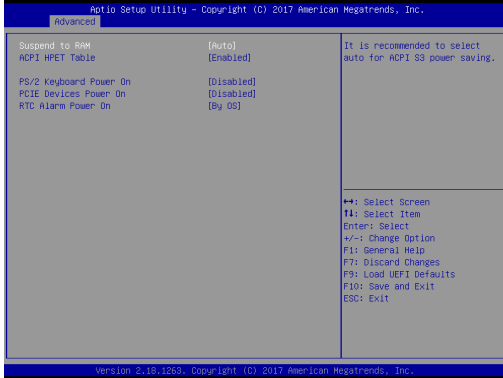 Aptio Setup Utility – Copyright (C) 2017 American Megatrends, Inc.
Advanced
Suspend to RAM [Auto]
ACPI HPET Table [Enabled]
PS/2 Keyboard Power On [Disabled]
PCIE Devices Power On [Disabled]
RTC Alarm Power On [By OS]
It is recommended to select
auto for ACPI S3 power saving.
↔: Select Screen
↑↓: Select Item
Enter: Select
+/-: Change Option
F1: General Help
F7: Discard Changes
F9: Load UEFI Defaults
F10: Save and Exit
ESC: Exit
Version 2.18.1263. Copyright (C) 2017 American Megatrends, Inc.